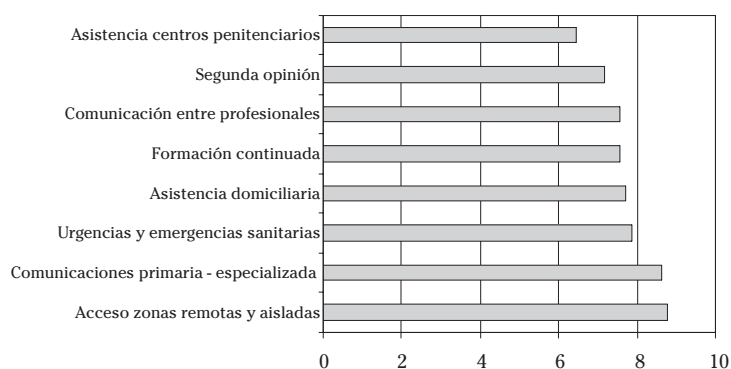 Asistencia centros penitenciarios
Segunda opinión
Comunicación entre profesionales
Formación continuada
Asistencia domiciliaria
Urgencias y emergencias sanitarias
Comunicaciones primaria - especializada
Acceso zonas remotas y aisladas
0 2 4 6 8 10